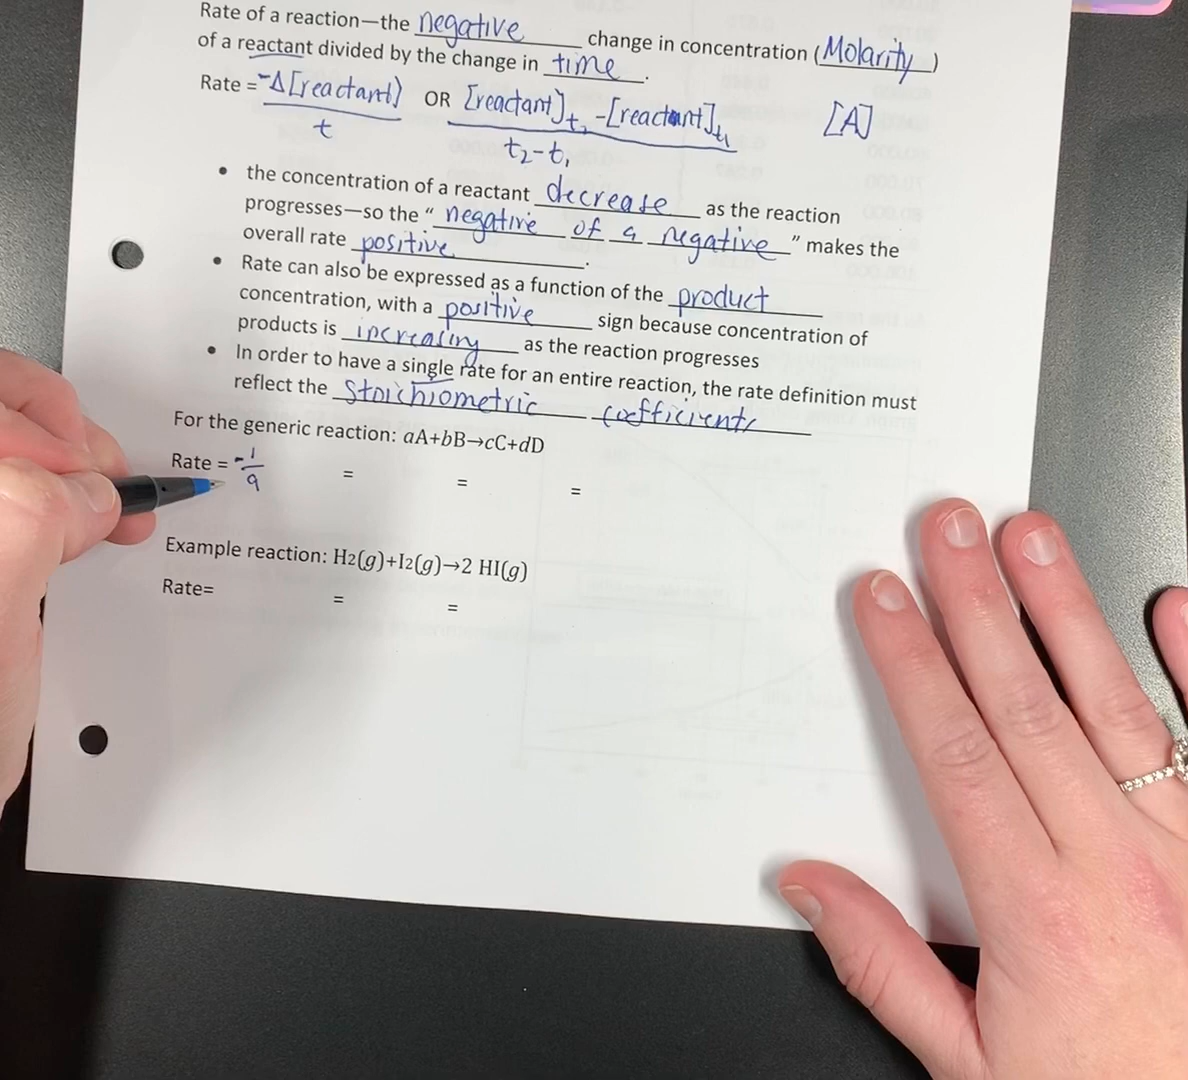 Rate of a reaction—the negative change in concentration (Molarity)
of a reactant divided by the change in time.
Rate = -Δ[reactant] / t OR [reactant]t₂ -[reactant]t₁ / t₂-t₁ [A]
• the concentration of a reactant decrease as the reaction
progresses—so the “ negative of a negative ” makes the
overall rate positive.
• Rate can also be expressed as a function of the product
concentration, with a positive sign because concentration of
products is increasing as the reaction progresses
• In order to have a single rate for an entire reaction, the rate definition must
reflect the stoichiometric coefficients
For the generic reaction: aA+bB→cC+dD
Rate = -1/a = = =
Example reaction: H2(g)+I2(g)→2 HI(g)
Rate= = =